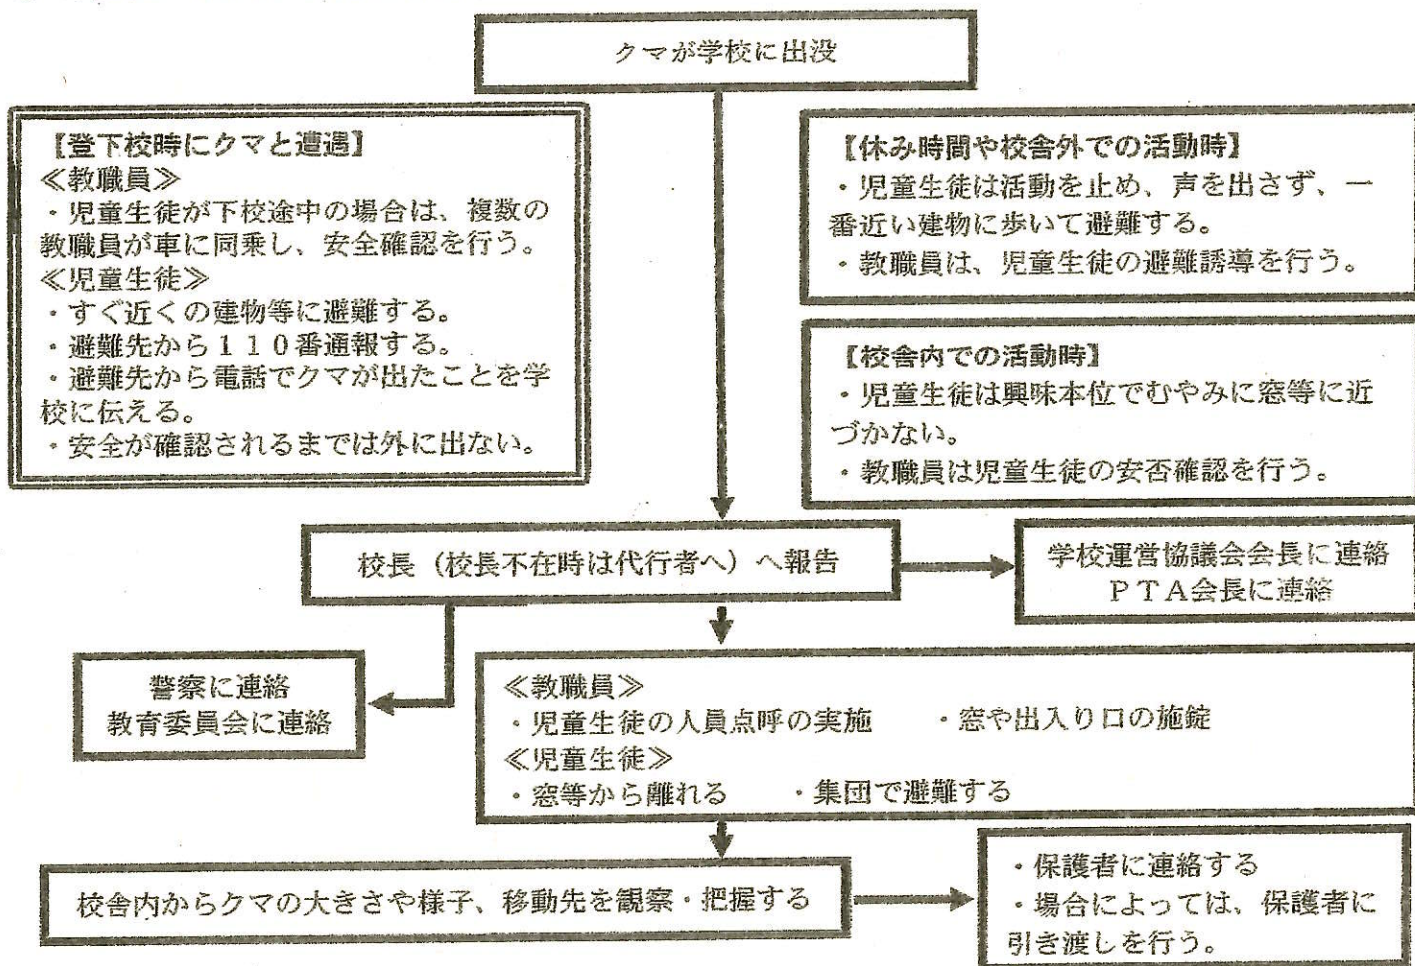 クマが学校に出没
【登下校時にクマと遭遇】
≪教職員≫
・児童生徒が下校途中の場合は、複数の
教職員が車に同乗し、安全確認を行う。
≪児童生徒≫
・すぐ近くの建物等に避難する。
・避難先から１１０番通報する。
・避難先から電話でクマが出たことを学
校に伝える。
・安全が確認されるまでは外に出ない。
【休み時間や校舎外での活動時】
・児童生徒は活動を止め、声を出さず、一
番近い建物に歩いて避難する。
・教職員は、児童生徒の避難誘導を行う。
【校舎内での活動時】
・児童生徒は興味本位でむやみに窓等に近
づかない。
・教職員は児童生徒の安否確認を行う。
校長（校長不在時は代行者へ）へ報告
学校運営協議会会長に連絡
ＰＴＡ会長に連絡
警察に連絡
教育委員会に連絡
≪教職員≫
・児童生徒の人員点呼の実施　　・窓や出入り口の施錠
≪児童生徒≫
・窓等から離れる　　・集団で避難する
校舎内からクマの大きさや様子、移動先を観察・把握する
・保護者に連絡する
・場合によっては、保護者に
引き渡しを行う。